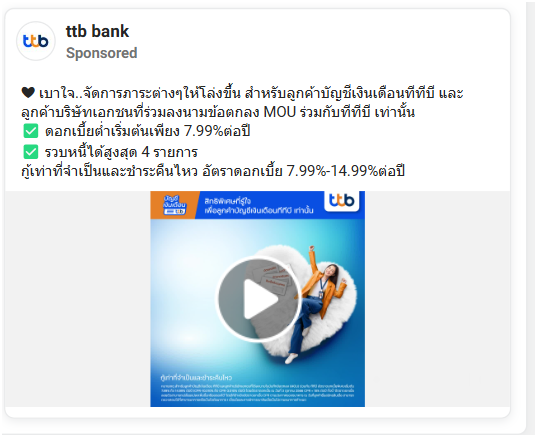 ttb bank
Sponsored
🖤 เบาใจ..จัดการภาระต่างๆให้โล่งขึ้น สำหรับลูกค้าบัญชีเงินเดือนทีทีบี และ
ลูกค้าบริษัทเอกชนที่ร่วมลงนามข้อตกลง MOU ร่วมกับทีทีบี เท่านั้น
✅ ดอกเบี้ยต่ำเริ่มต้นเพียง 7.99%ต่อปี
✅ รวบหนี้ได้สูงสุด 4 รายการ
กู้เท่าที่จำเป็นและชำระคืนไหว อัตราดอกเบี้ย 7.99%-14.99%ต่อปี
บัญชี
เงินเดือน
สิทธิพิเศษที่รู้ใจ
เพื่อลูกค้าบัญชีเงินเดือนทีทีบี เท่านั้น
ttb
กู้เท่าที่จำเป็นและชำระคืนไหว